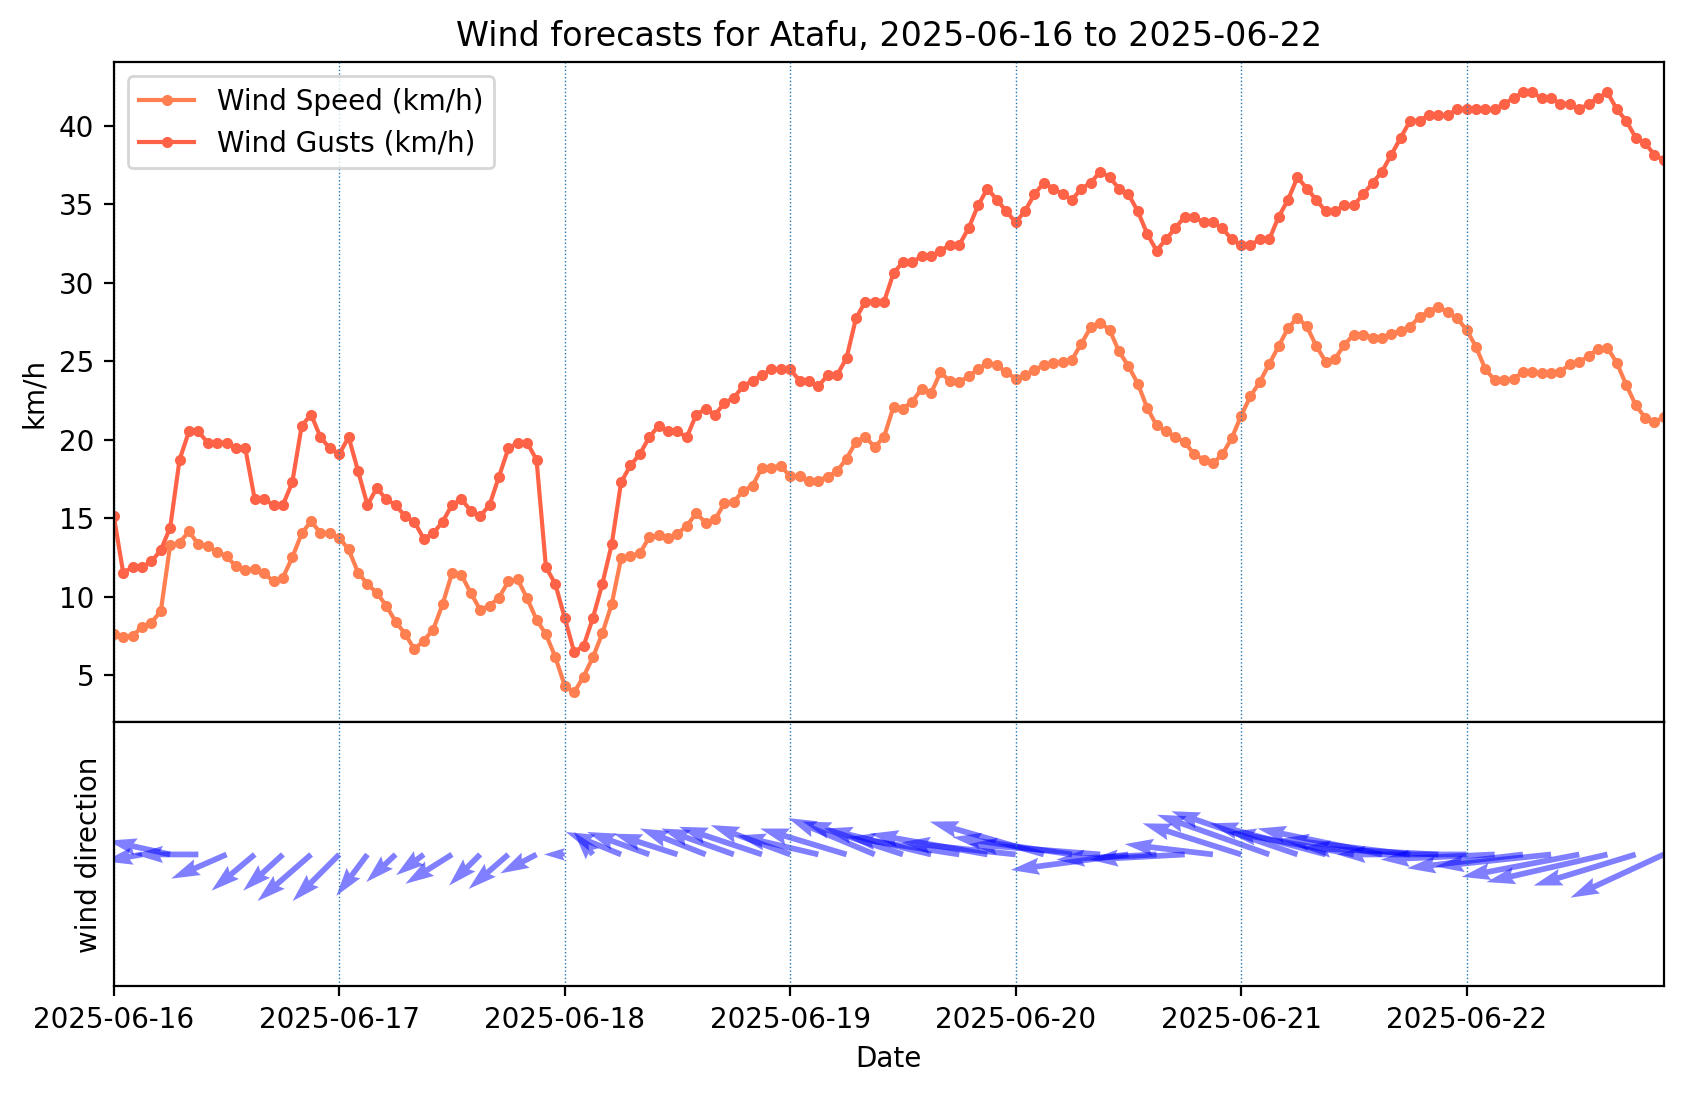 Wind forecasts for Atafu, 2025-06-16 to 2025-06-22
Wind Speed (km/h)
Wind Gusts (km/h)
km/h
40
35
30
25
20
15
10
5
wind direction
2025-06-16 2025-06-17 2025-06-18 2025-06-19 2025-06-20 2025-06-21 2025-06-22
Date